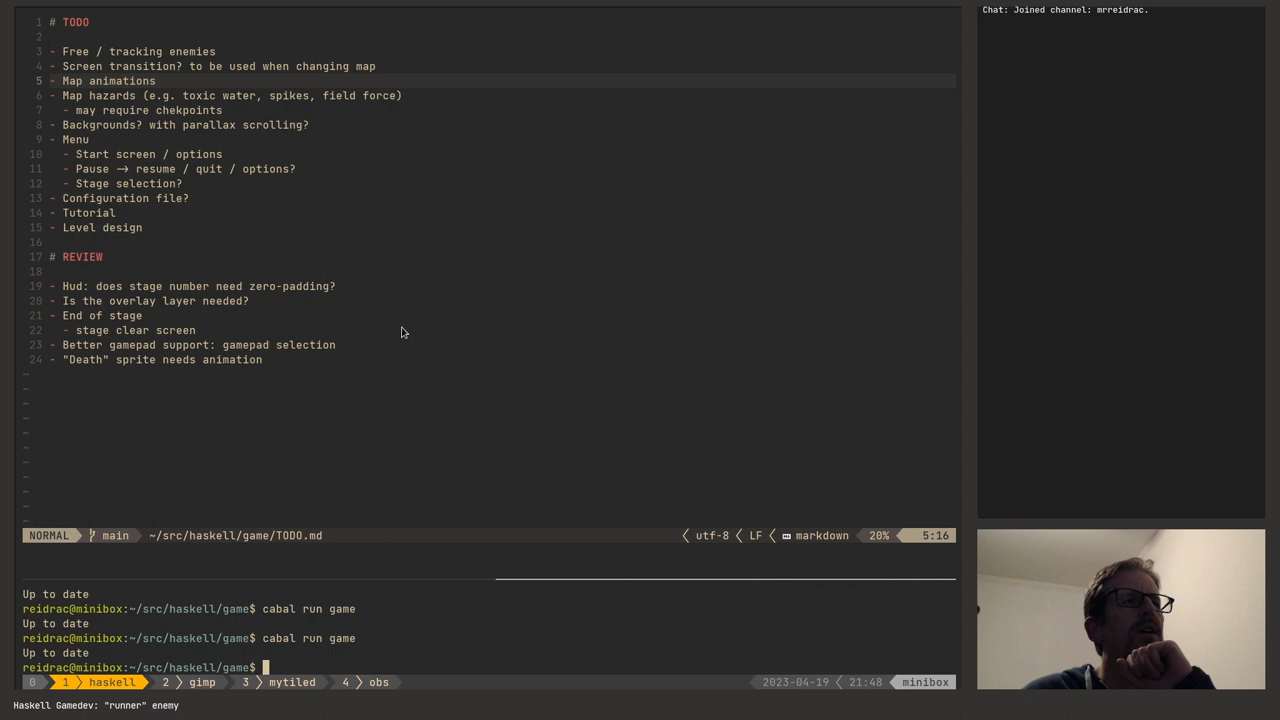 Chat: Joined channel: mrreidrac.
1 # TODO
2
3 - Free / tracking enemies
4 - Screen transition? to be used when changing map
5 - Map animations
6 - Map hazards (e.g. toxic water, spikes, field force)
7 - may require chekpoints
8 - Backgrounds? with parallax scrolling?
9 - Menu
10 - Start screen / options
11 - Pause → resume / quit / options?
12 - Stage selection?
13 - Configuration file?
14 - Tutorial
15 - Level design
16
17 # REVIEW
18
19 - Hud: does stage number need zero-padding?
20 - Is the overlay layer needed?
21 - End of stage
22 - stage clear screen
23 - Better gamepad support: gamepad selection
24 - "Death" sprite needs animation
~
~
~
~
~
~
~
~
~
~
~
NORMAL main ~/src/haskell/game/TODO.md utf-8 LF markdown 20% 5:16
Up to date
reidrac@minibox:~/src/haskell/game$ cabal run game
Up to date
reidrac@minibox:~/src/haskell/game$ cabal run game
Up to date
reidrac@minibox:~/src/haskell/game$
0 1 haskell 2 gimp 3 mytiled 4 obs 2023-04-19 21:48 minibox
Haskell Gamedev: "runner" enemy